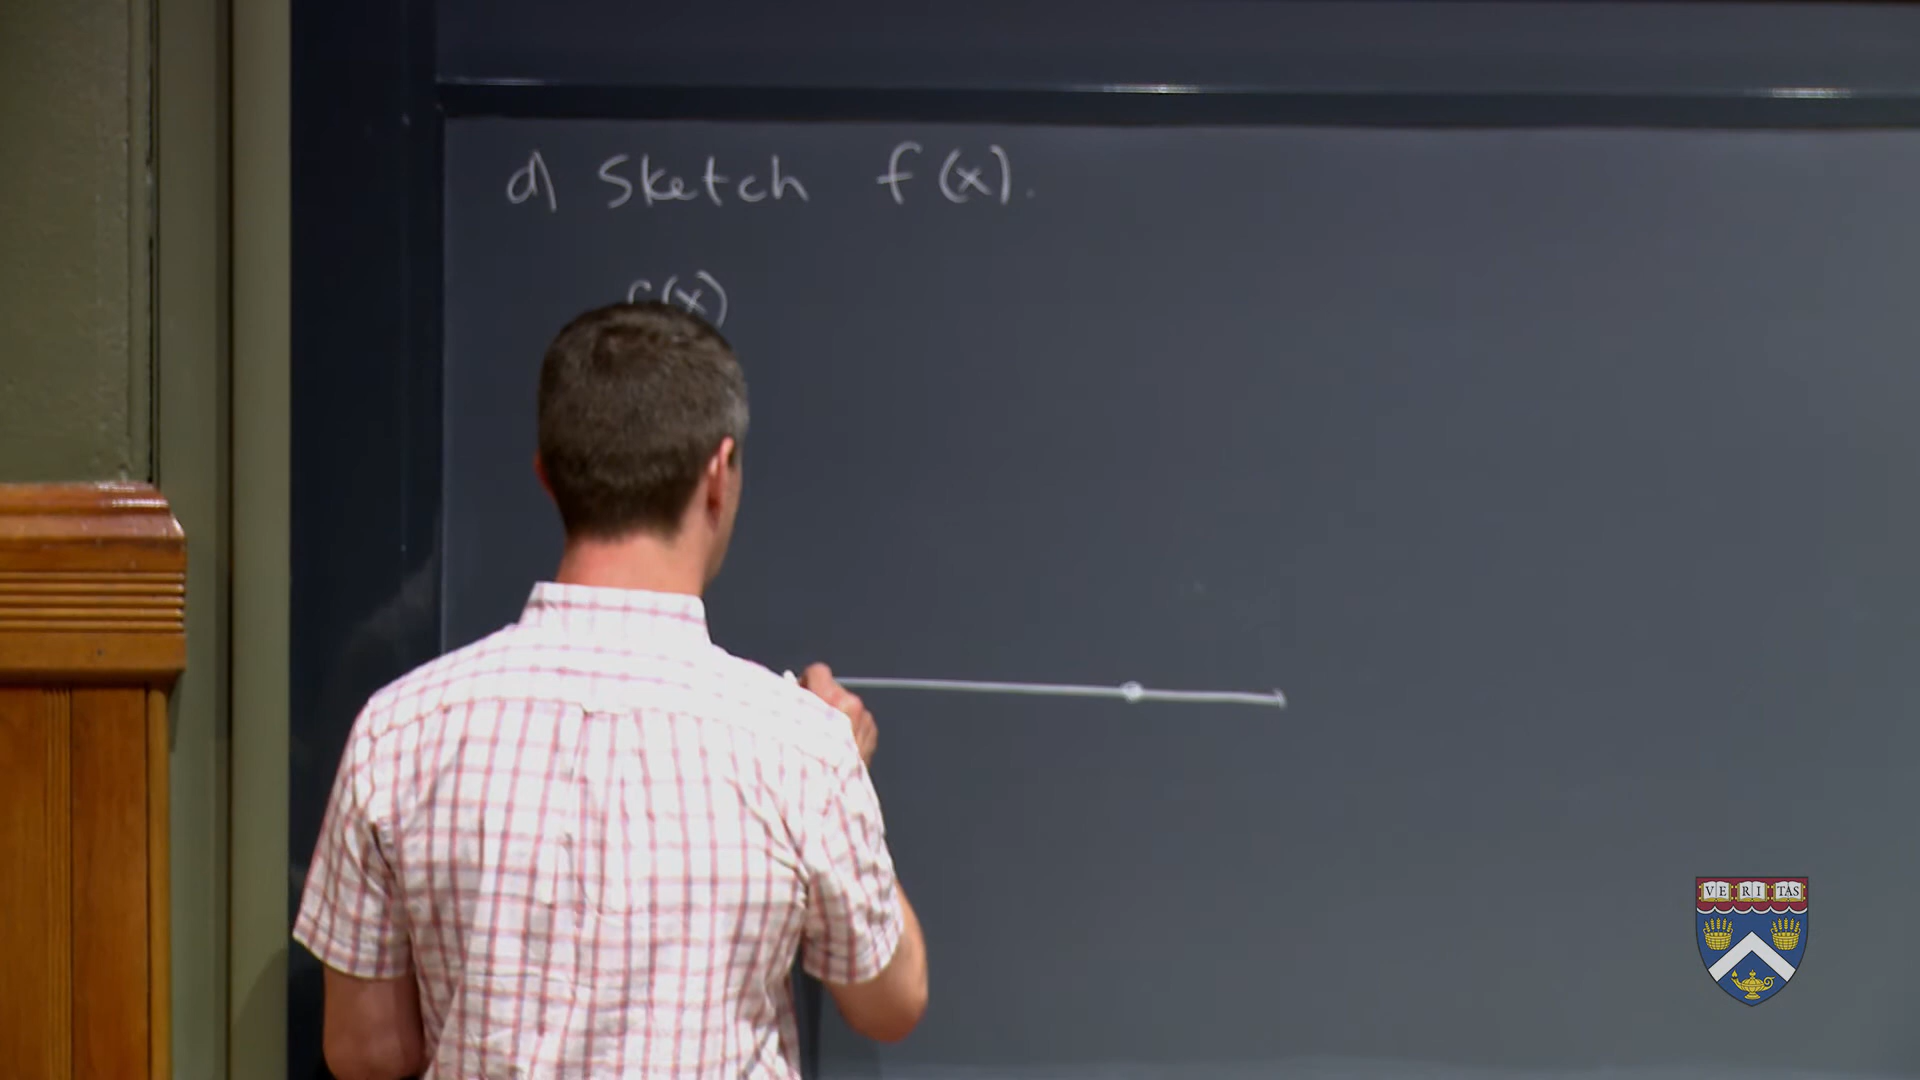 d) Sketch f(x).
f(x)
VE RI TAS